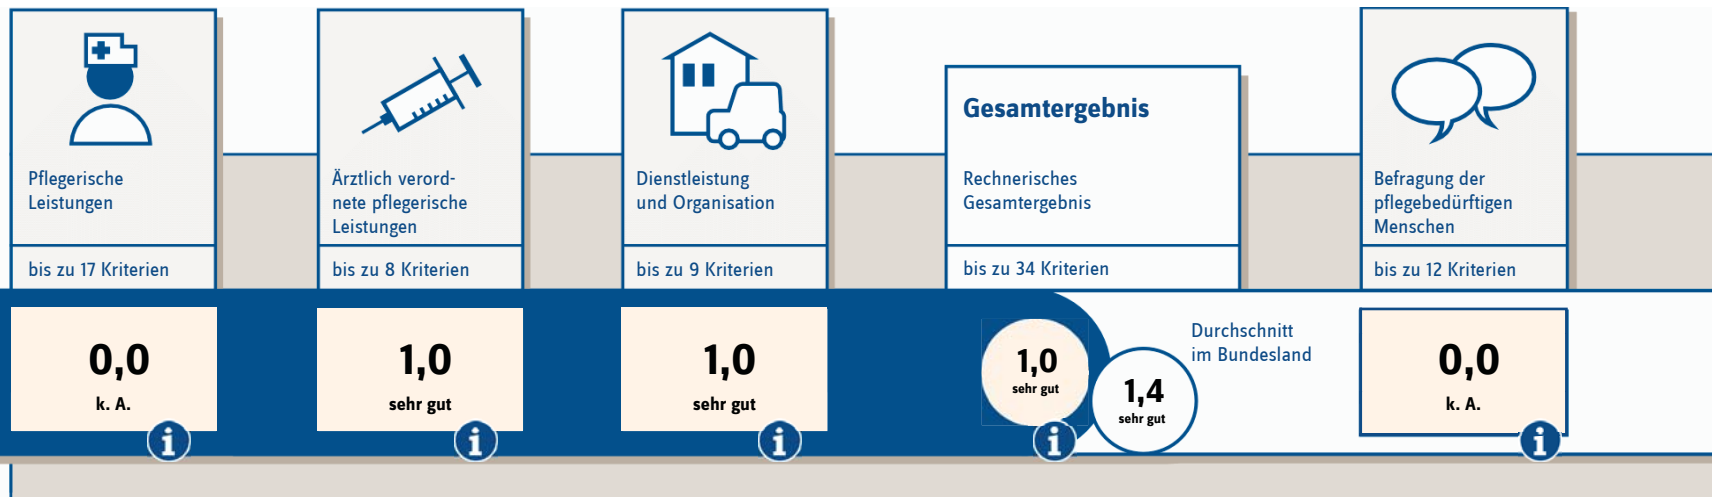 Pflegerische
Leistungen
bis zu 17 Kriterien
0,0
k. A.
Ärztlich verord-
nete pflegerische
Leistungen
bis zu 8 Kriterien
1,0
sehr gut
Dienstleistung
und Organisation
bis zu 9 Kriterien
1,0
sehr gut
Gesamtergebnis
Rechnerisches
Gesamtergebnis
bis zu 34 Kriterien
1,0
sehr gut
1,4
sehr gut
Durchschnitt
im Bundesland
Befragung der
pflegebedürftigen
Menschen
bis zu 12 Kriterien
0,0
k. A.